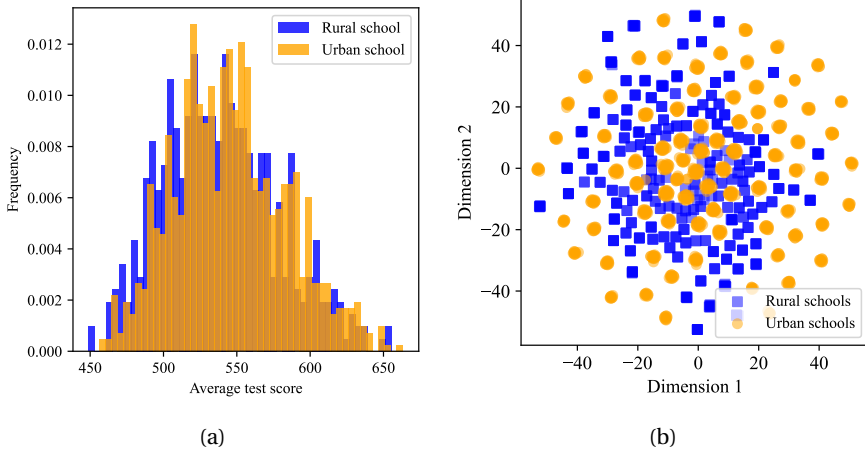 Rural school
Urban school
0.012
0.010
0.008
0.006
0.004
0.002
0.000
Frequency
450 500 550 600 650
Average test score
(a)
40
20
0
−20
−40
Dimension 2
Rural schools
Urban schools
−40 −20 0 20 40
Dimension 1
(b)